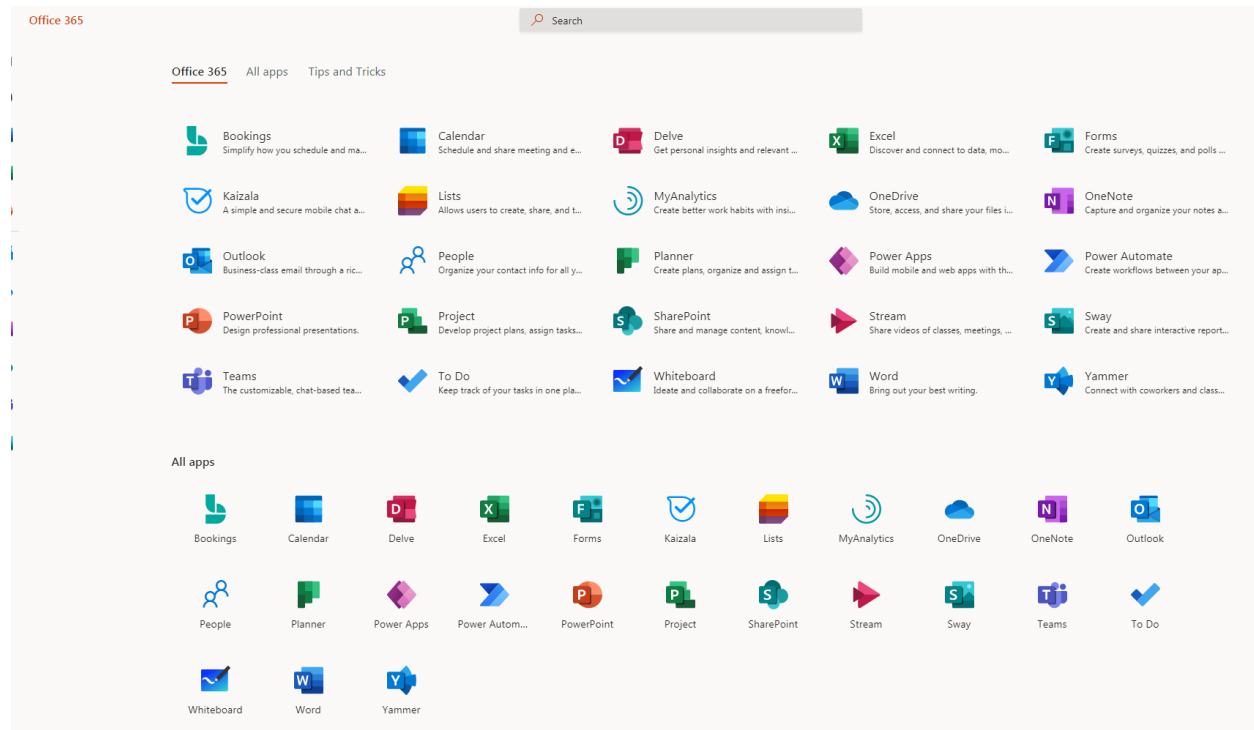 Office 365
Search
Office 365 All apps Tips and Tricks
Bookings Calendar Delve Excel Forms
Simplify how you schedule and ma... Schedule and share meeting and e... Get personal insights and relevant ... Discover and connect to data, mo... Create surveys, quizzes, and polls ...
Kaizala Lists MyAnalytics OneDrive OneNote
A simple and secure mobile chat a... Allows users to create, share, and t... Create better work habits with insi... Store, access, and share your files i... Capture and organize your notes a...
Outlook People Planner Power Apps Power Automate
Business-class email through a ric... Organize your contact info for all y... Create plans, organize and assign t... Build mobile and web apps with th... Create workflows between your ap...
PowerPoint Project SharePoint Stream Sway
Design professional presentations. Develop project plans, assign tasks... Share and manage content, knowl... Share videos of classes, meetings, ... Create and share interactive report...
Teams To Do Whiteboard Word Yammer
The customizable, chat-based tea... Keep track of your tasks in one pla... Ideate and collaborate on a freefor... Bring out your best writing. Connect with coworkers and class...
All apps
Bookings Calendar Delve Excel Forms Kaizala Lists MyAnalytics OneDrive OneNote Outlook
People Planner Power Apps Power Autom... PowerPoint Project SharePoint Stream Sway Teams To Do
Whiteboard Word Yammer